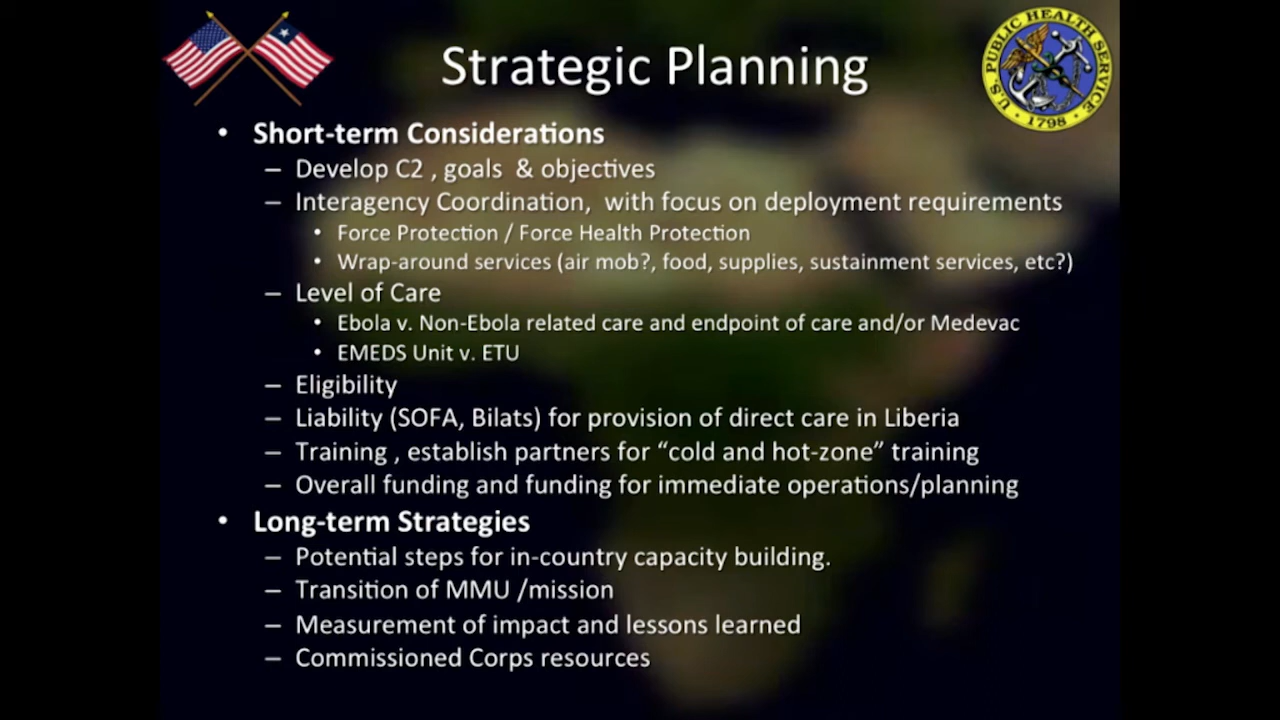 Strategic Planning
U.S. PUBLIC HEALTH SERVICE
1798
• Short-term Considerations
– Develop C2 , goals & objectives
– Interagency Coordination, with focus on deployment requirements
• Force Protection / Force Health Protection
• Wrap-around services (air mob?, food, supplies, sustainment services, etc?)
– Level of Care
• Ebola v. Non-Ebola related care and endpoint of care and/or Medevac
• EMEDS Unit v. ETU
– Eligibility
– Liability (SOFA, Bilats) for provision of direct care in Liberia
– Training , establish partners for “cold and hot-zone” training
– Overall funding and funding for immediate operations/planning
• Long-term Strategies
– Potential steps for in-country capacity building.
– Transition of MMU /mission
– Measurement of impact and lessons learned
– Commissioned Corps resources